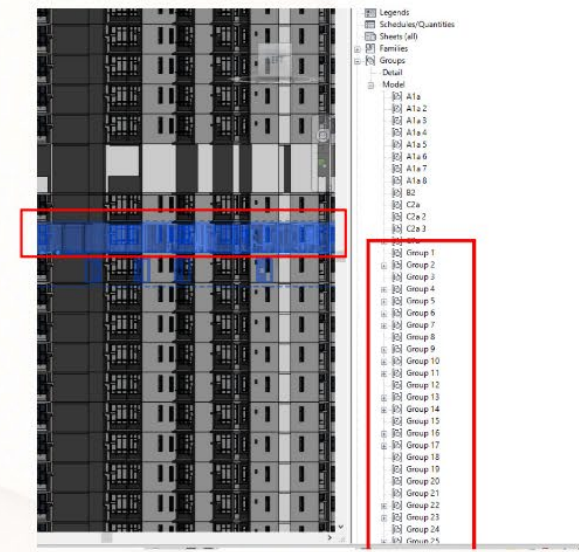 Legends
Schedules/Quantities
Sheets (all)
Families
Groups
Detail
Model
A1a
A1a 2
A1a 3
A1a 4
A1a 5
A1a 6
A1a 7
A1a 8
B2
C2a
C2a 2
C2a 3
Group 1
Group 2
Group 3
Group 4
Group 5
Group 6
Group 7
Group 8
Group 9
Group 10
Group 11
Group 12
Group 13
Group 14
Group 15
Group 16
Group 17
Group 18
Group 19
Group 20
Group 21
Group 22
Group 23
Group 24
Group 25